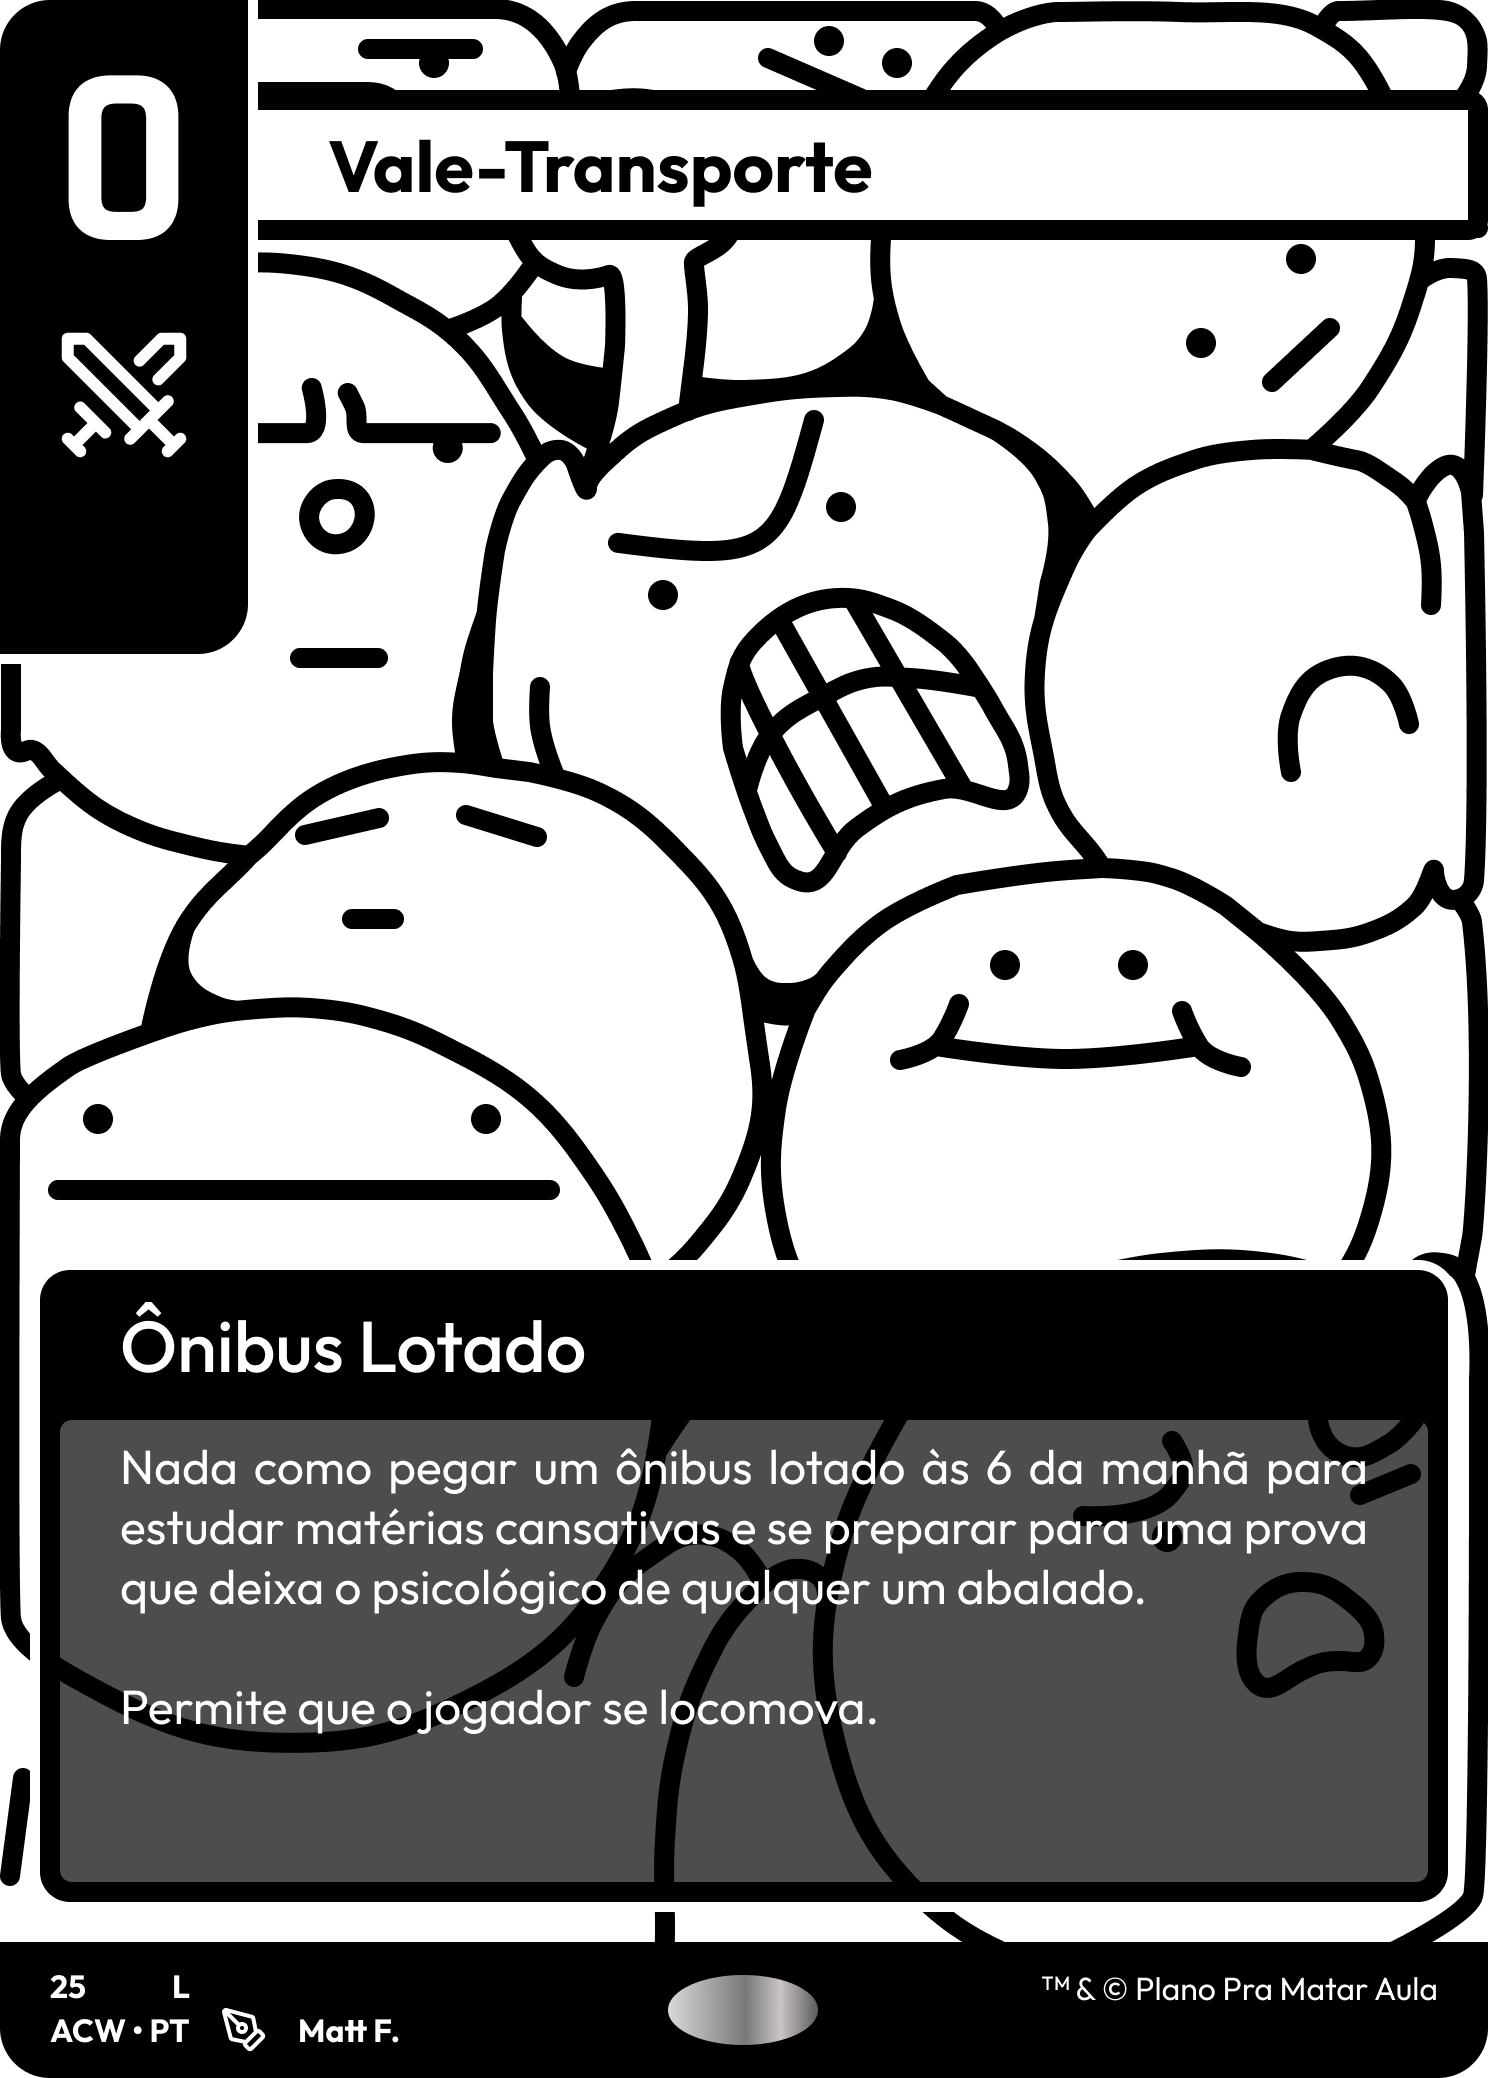 0
Vale-Transporte
Ônibus Lotado
Nada como pegar um ônibus lotado às 6 da manhã para
estudar matérias cansativas e se preparar para uma prova
que deixa o psicológico de qualquer um abalado.
Permite que o jogador se locomova.
25 L
ACW • PT Matt F.
™ & © Plano Pra Matar Aula